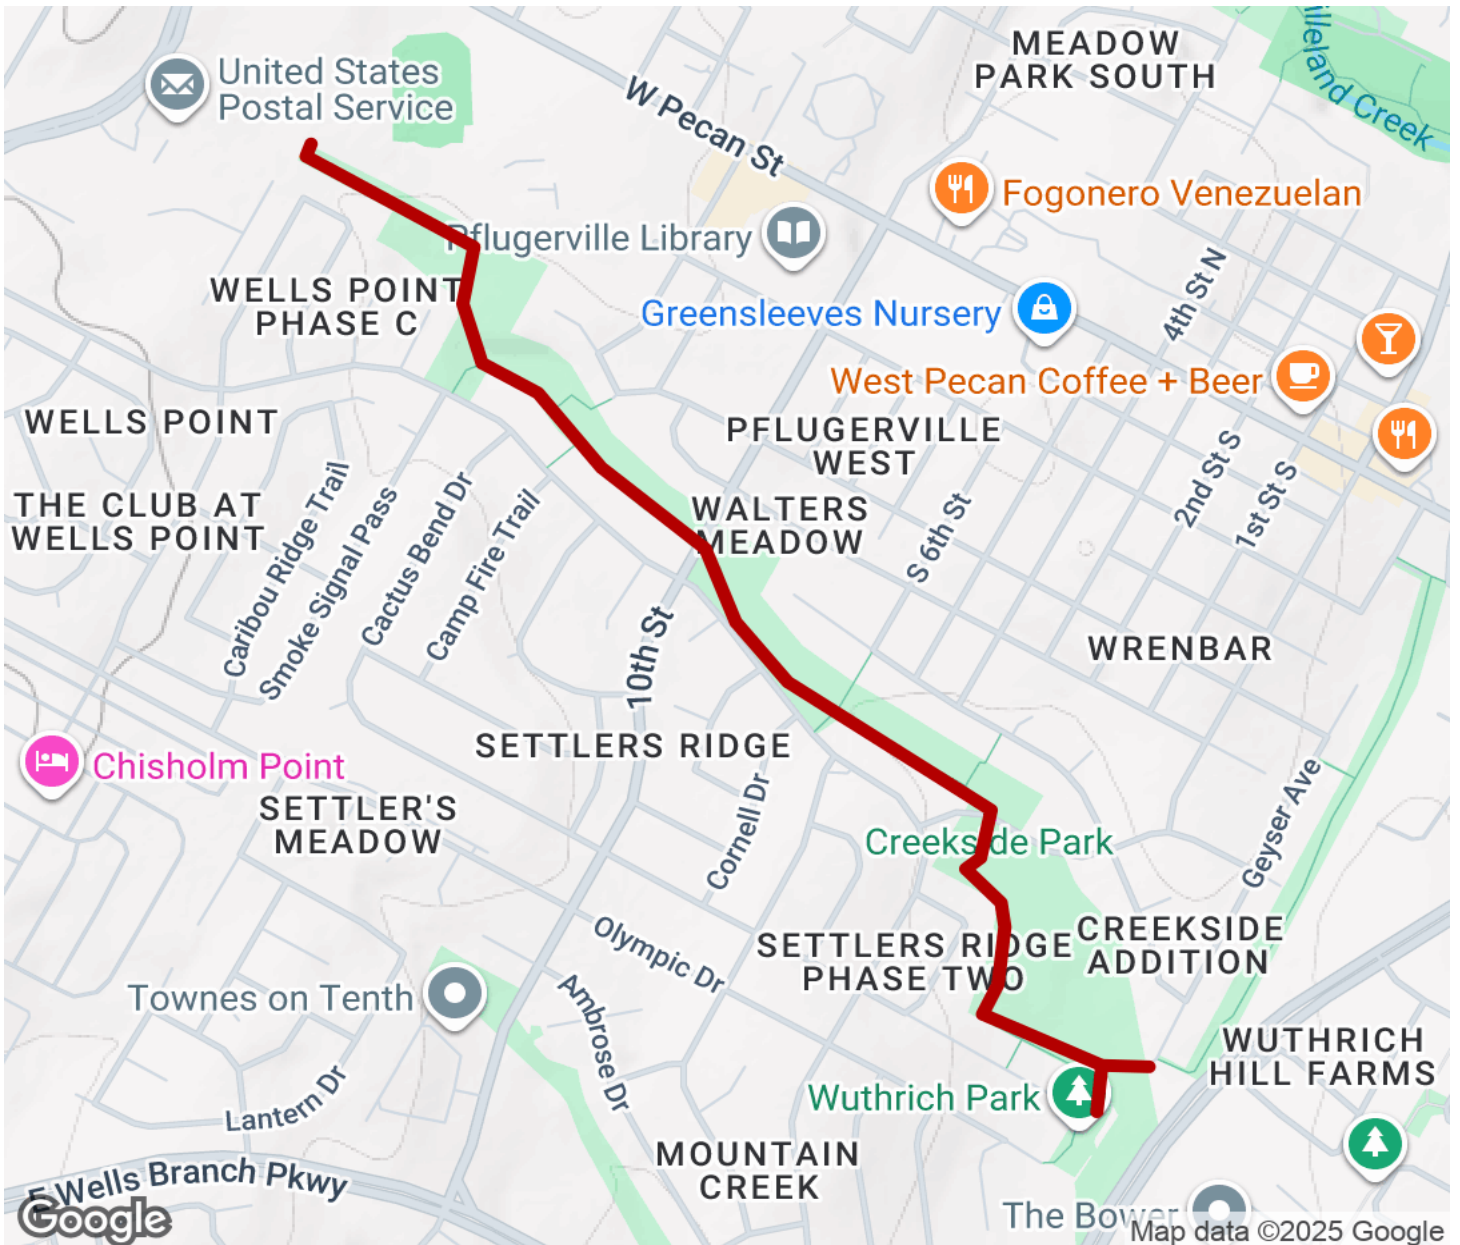 MEADOW
PARK SOUTH
illeland Creek
United States
Postal Service
W Pecan St
Fogonero Venezuelan
Pflugerville Library
4th St N
WELLS POINT
PHASE C
Greensleeves Nursery
West Pecan Coffee + Beer
WELLS POINT
PFLUGERVILLE
WEST
2nd St S
1st St S
THE CLUB AT
WELLS POINT
WALTERS
MEADOW
S 6th St
Caribou Ridge Trail
Smoke Signal Pass
Cactus Bend Dr
Camp Fire Trail
10th St
WRENBAR
SETTLERS RIDGE
Chisholm Point
SETTLER'S
MEADOW
Cornell Dr
Geyser Ave
Creekside Park
Olympic Dr
SETTLERS RIDGE
PHASE TWO
CREEKSIDE
ADDITION
Townes on Tenth
Ambrose Dr
WUTHRICH
HILL FARMS
Lantern Dr
Wuthrich Park
MOUNTAIN
CREEK
E Wells Branch Pkwy
The Bower
Google
Map data ©2025 Google